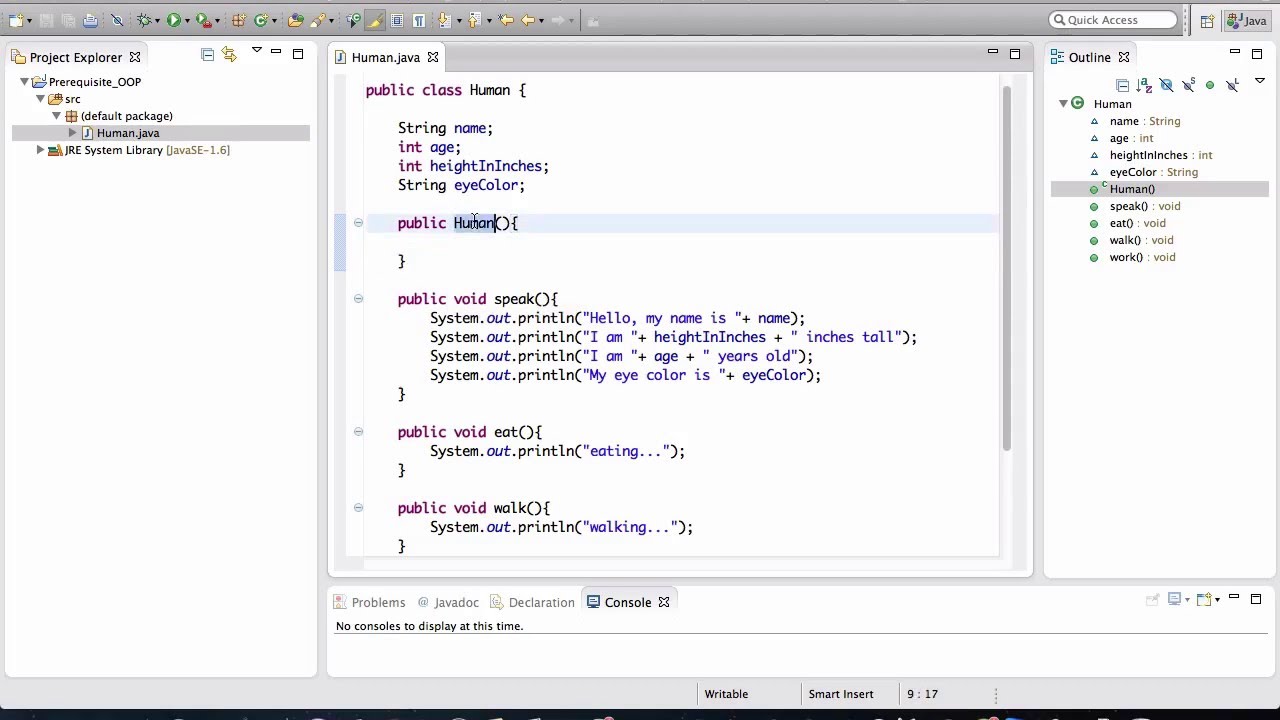 Quick Access
Java
Project Explorer
Prerequisite_OOP
src
(default package)
Human.java
JRE System Library [JavaSE-1.6]
Human.java
public class Human {
String name;
int age;
int heightInInches;
String eyeColor;
public Human(){
}
public void speak(){
System.out.println("Hello, my name is "+ name);
System.out.println("I am "+ heightInInches + " inches tall");
System.out.println("I am "+ age + " years old");
System.out.println("My eye color is "+ eyeColor);
}
public void eat(){
System.out.println("eating...");
}
public void walk(){
System.out.println("walking...");
}
Outline
Human
name : String
age : int
heightInInches : int
eyeColor : String
Human()
speak() : void
eat() : void
walk() : void
work() : void
Problems
@ Javadoc
Declaration
Console
No consoles to display at this time.
Writable
Smart Insert
9 : 17